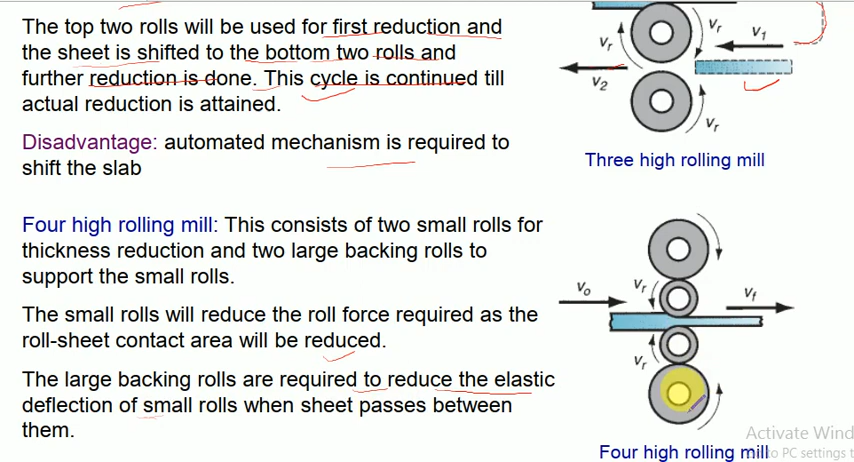 The top two rolls will be used for first reduction and
the sheet is shifted to the bottom two rolls and
further reduction is done. This cycle is continued till
actual reduction is attained.
Disadvantage: automated mechanism is required to
shift the slab
vr
vr
v1
v2
vr
Three high rolling mill
Four high rolling mill: This consists of two small rolls for
thickness reduction and two large backing rolls to
support the small rolls.
The small rolls will reduce the roll force required as the
roll-sheet contact area will be reduced.
The large backing rolls are required to reduce the elastic
deflection of small rolls when sheet passes between
them.
vo
vr
vf
vr
Four high rolling mill
Activate Wind
to PC settings t